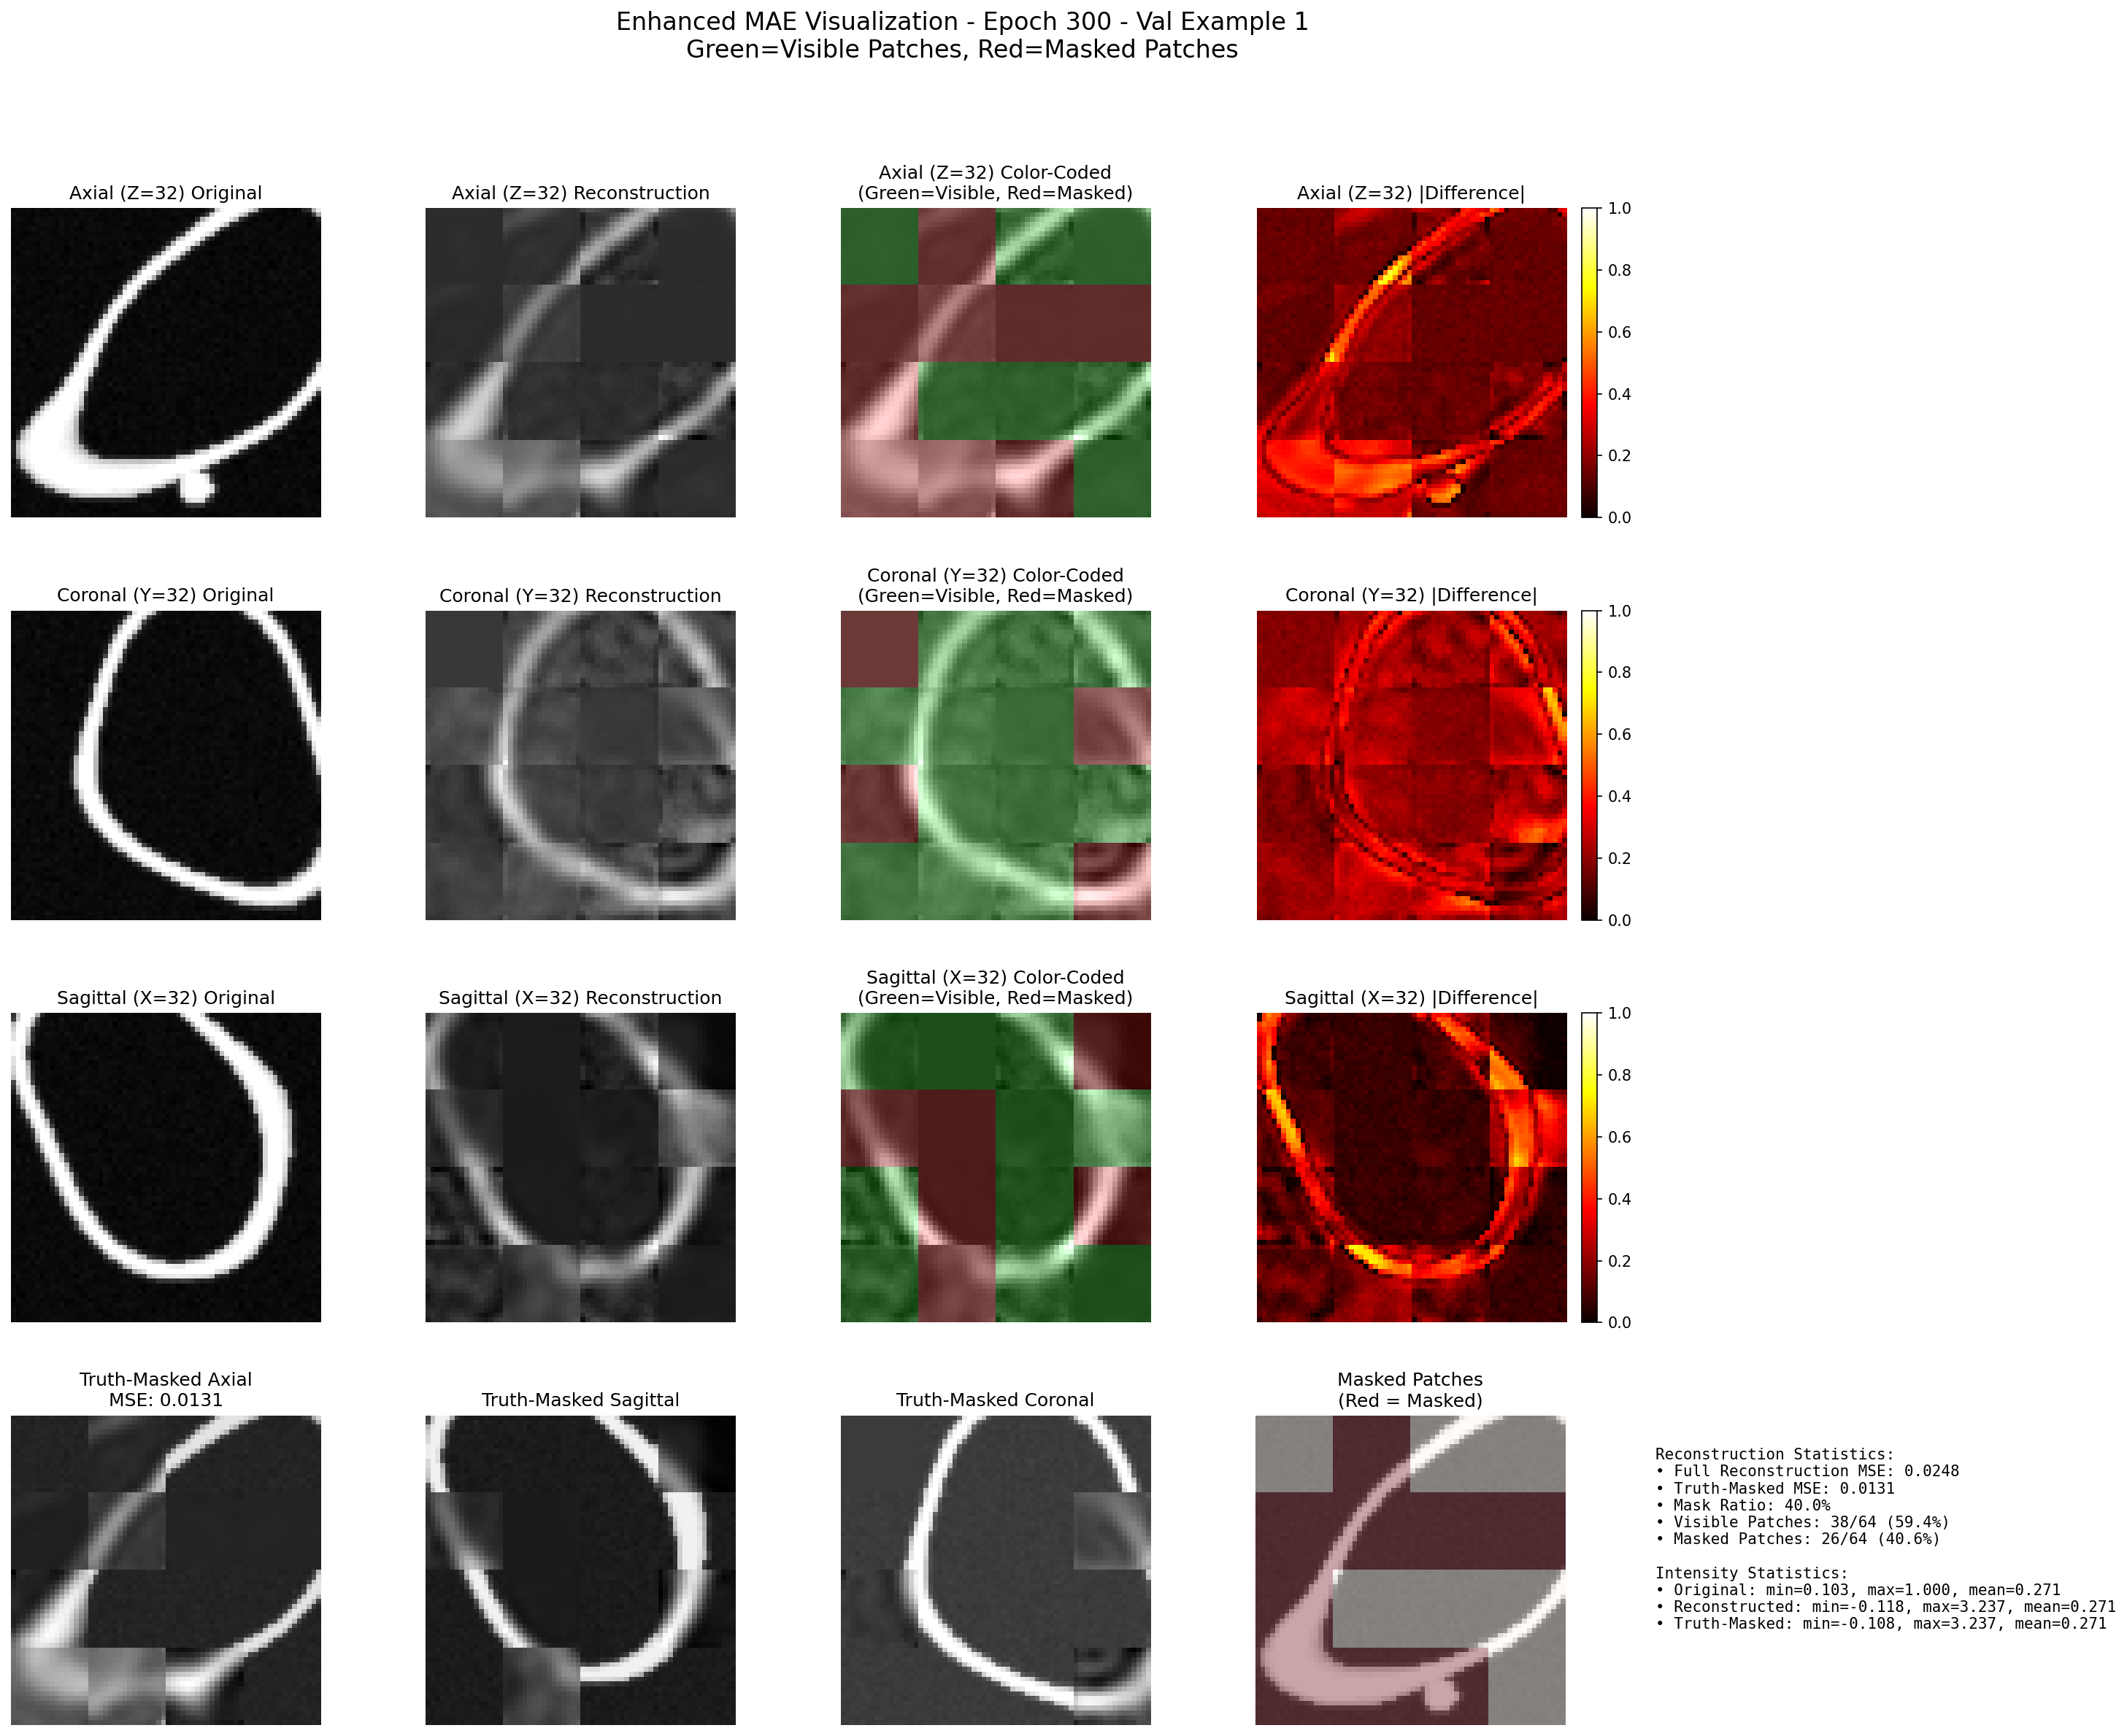 Enhanced MAE Visualization - Epoch 300 - Val Example 1
Green=Visible Patches, Red=Masked Patches
Axial (Z=32) Original
Axial (Z=32) Reconstruction
Axial (Z=32) Color-Coded
(Green=Visible, Red=Masked)
Axial (Z=32) |Difference|
1.0
0.8
0.6
0.4
0.2
0.0
Coronal (Y=32) Original
Coronal (Y=32) Reconstruction
Coronal (Y=32) Color-Coded
(Green=Visible, Red=Masked)
Coronal (Y=32) |Difference|
1.0
0.8
0.6
0.4
0.2
0.0
Sagittal (X=32) Original
Sagittal (X=32) Reconstruction
Sagittal (X=32) Color-Coded
(Green=Visible, Red=Masked)
Sagittal (X=32) |Difference|
1.0
0.8
0.6
0.4
0.2
0.0
Truth-Masked Axial
MSE: 0.0131
Truth-Masked Sagittal
Truth-Masked Coronal
Masked Patches
(Red = Masked)
Reconstruction Statistics:
• Full Reconstruction MSE: 0.0248
• Truth-Masked MSE: 0.0131
• Mask Ratio: 40.0%
• Visible Patches: 38/64 (59.4%)
• Masked Patches: 26/64 (40.6%)
Intensity Statistics:
• Original: min=0.103, max=1.000, mean=0.271
• Reconstructed: min=-0.118, max=3.237, mean=0.271
• Truth-Masked: min=-0.108, max=3.237, mean=0.271